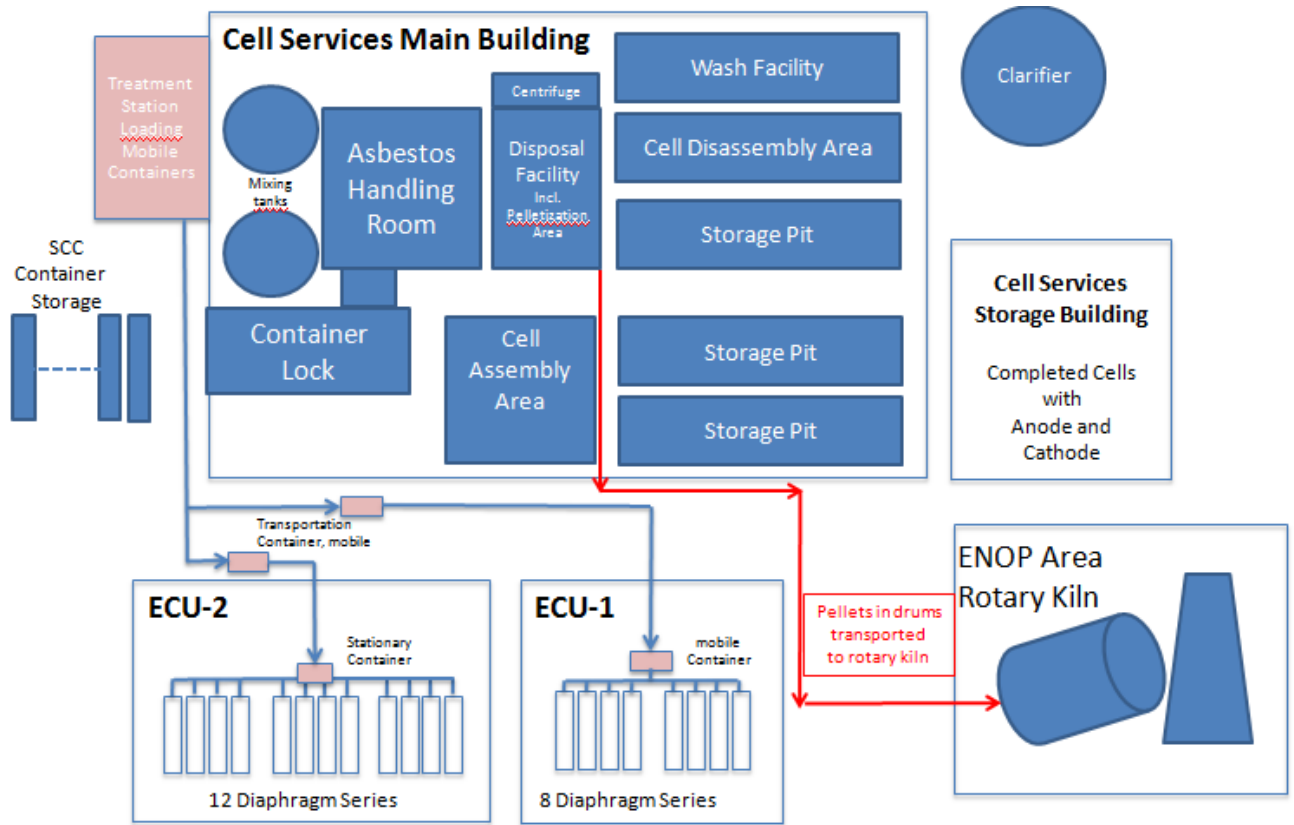 Cell Services Main Building
Treatment
Station
Loading
Mobile
Containers
Mixing
tanks
Asbestos
Handling
Room
Centrifuge
Disposal
Facility
Incl.
Pelletization
Area
Wash Facility
Cell Disassembly Area
Storage Pit
Clarifier
SCC
Container
Storage
Container
Lock
Cell
Assembly
Area
Storage Pit
Storage Pit
Cell Services
Storage Building
Completed Cells
with
Anode and
Cathode
Transportation
Container, mobile
ECU-2
Stationary
Container
12 Diaphragm Series
ECU-1
mobile
Container
8 Diaphragm Series
Pellets in drums
transported
to rotary kiln
ENOP Area
Rotary Kiln